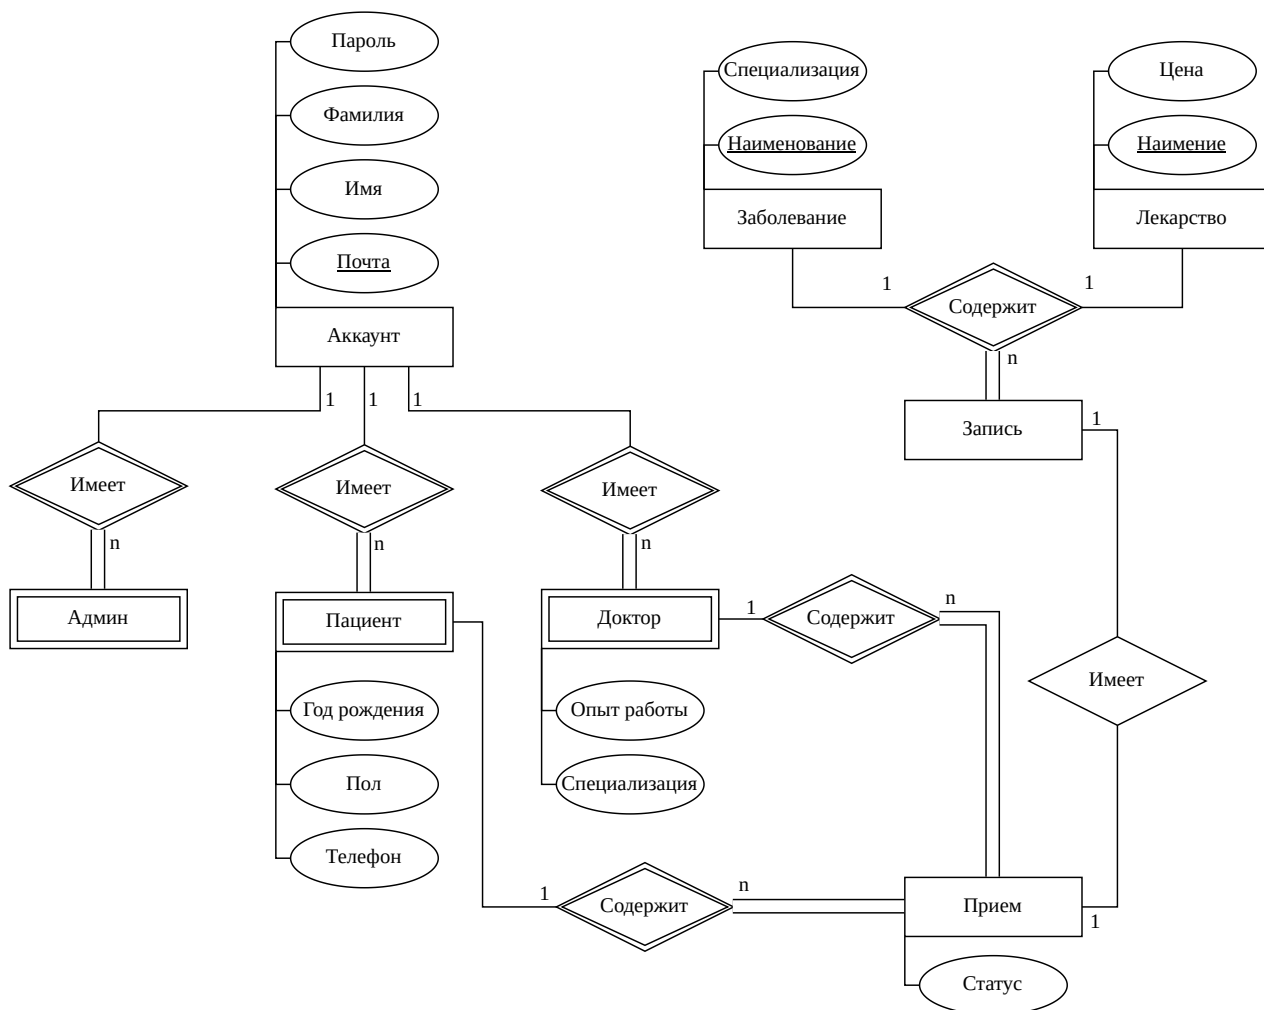 Пароль
Фамилия
Имя
Почта
Аккаунт
Специализация
Наименование
Заболевание
Цена
Наимение
Лекарство
1
Содержит
1
n
Запись
1
1
1
1
Имеет
Имеет
Имеет
n
n
n
Админ
Пациент
Доктор
1
Содержит
n
Имеет
Год рождения
Пол
Телефон
Опыт работы
Специализация
1
Содержит
n
Прием
1
Статус